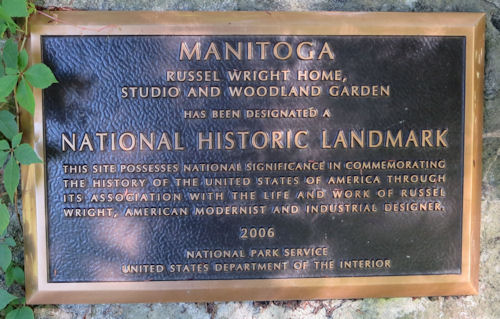 MANITOGA
RUSSEL WRIGHT HOME,
STUDIO AND WOODLAND GARDEN
HAS BEEN DESIGNATED A
NATIONAL HISTORIC LANDMARK
THIS SITE POSSESSES NATIONAL SIGNIFICANCE IN COMMEMORATING
THE HISTORY OF THE UNITED STATES OF AMERICA THROUGH
ITS ASSOCIATION WITH THE LIFE AND WORK OF RUSSEL
WRIGHT, AMERICAN MODERNIST AND INDUSTRIAL DESIGNER.
2006
NATIONAL PARK SERVICE
UNITED STATES DEPARTMENT OF THE INTERIOR